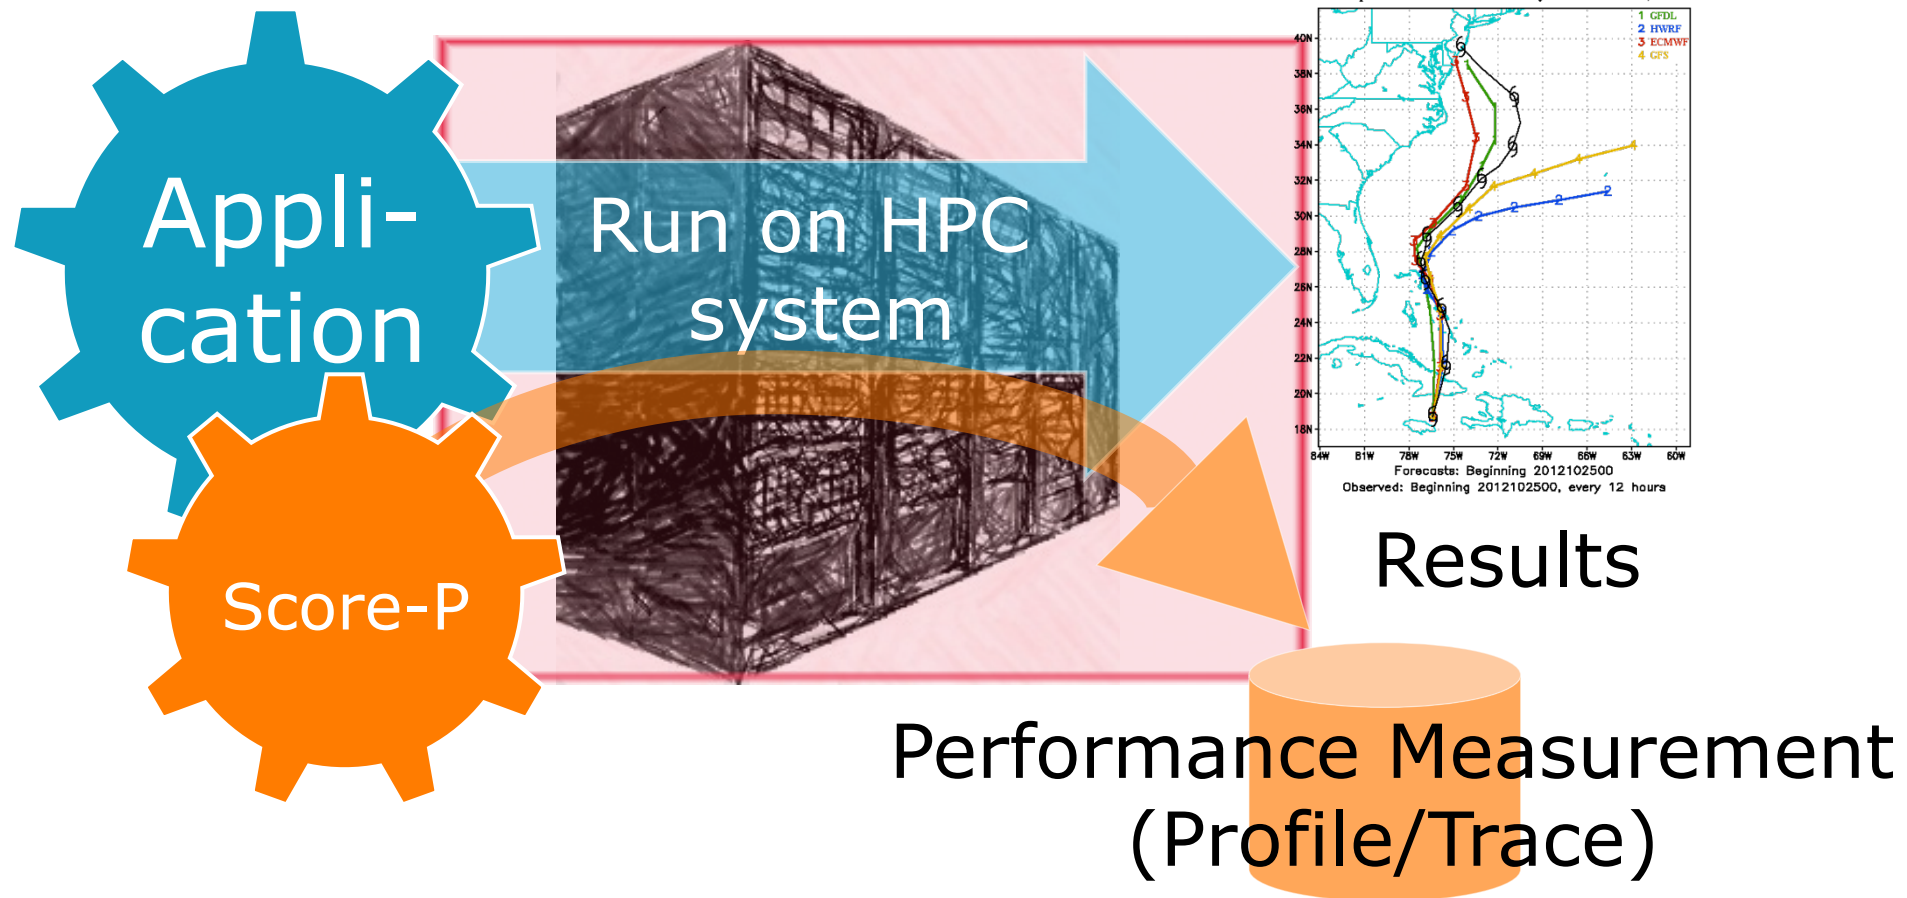 Appli-
cation
Score-P
Run on HPC
system
1 GFDL
2 HWRF
3 ECMWF
4 GFS
40N
38N
36N
34N
32N
30N
28N
26N
24N
22N
20N
18N
84W 81W 78W 75W 72W 69W 66W 63W 60W
Forecasts: Beginning 2012102500
Observed: Beginning 2012102500, every 12 hours
Results
Performance Measurement
(Profile/Trace)